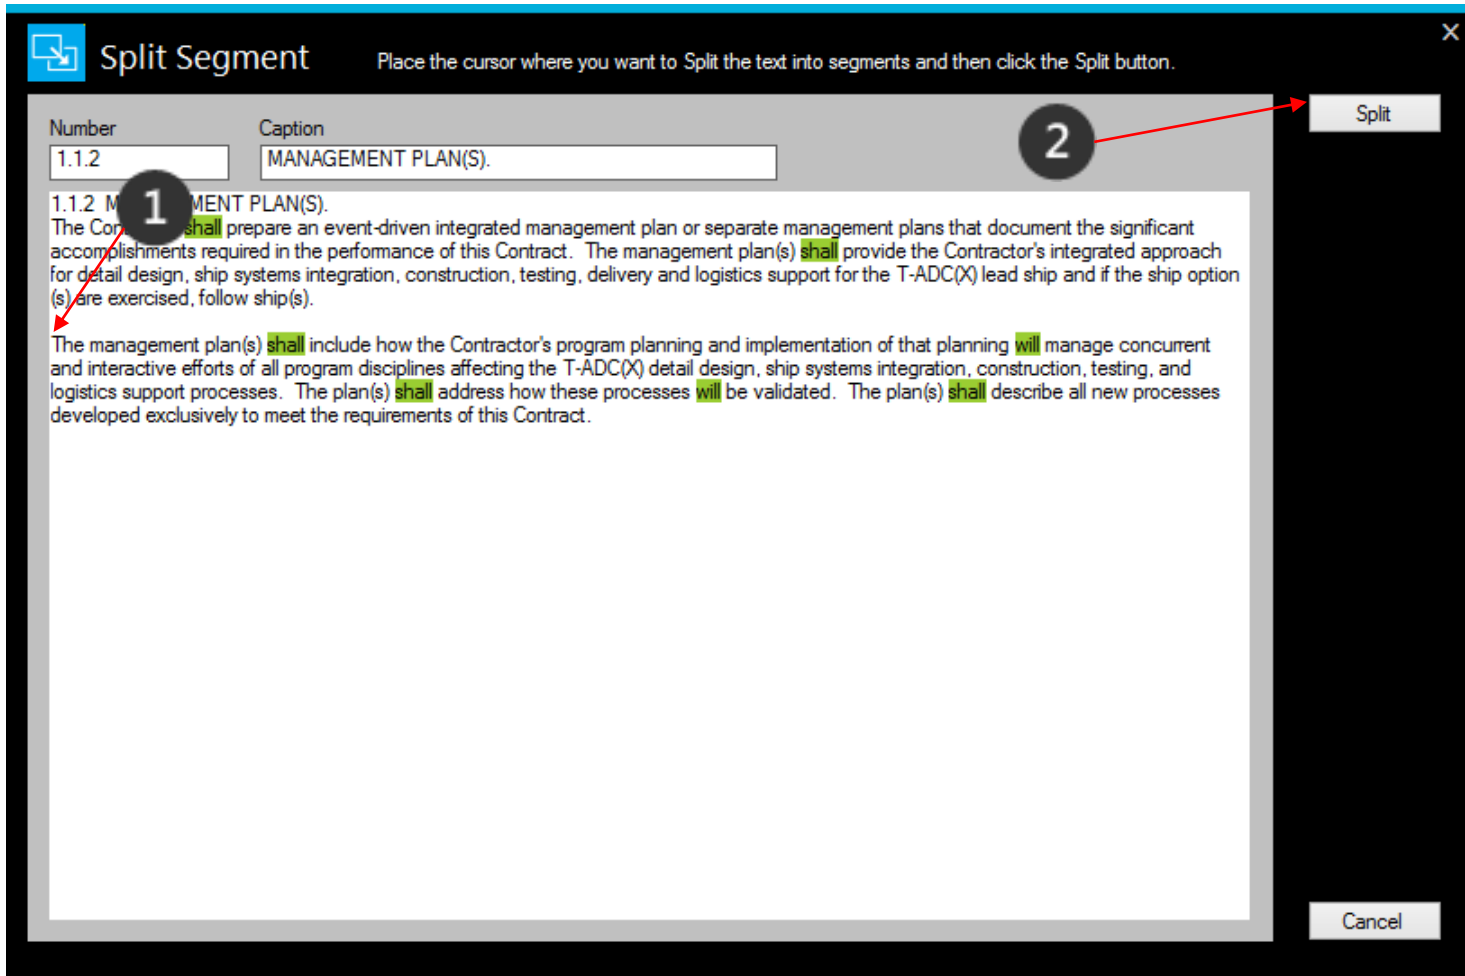 Split Segment
Place the cursor where you want to Split the text into segments and then click the Split button.
Split
Number
Caption
2
1.1.2
MANAGEMENT PLAN(S).
1
1.1.2 M MENT PLAN(S).
The Con shall prepare an event-driven integrated management plan or separate management plans that document the significant
accomplishments required in the performance of this Contract. The management plan(s) shall provide the Contractor's integrated approach
for detail design, ship systems integration, construction, testing, delivery and logistics support for the T-ADC(X) lead ship and if the ship option
(s) are exercised, follow ship(s).
The management plan(s) shall include how the Contractor's program planning and implementation of that planning will manage concurrent
and interactive efforts of all program disciplines affecting the T-ADC(X) detail design, ship systems integration, construction, testing, and
logistics support processes. The plan(s) shall address how these processes will be validated. The plan(s) shall describe all new processes
developed exclusively to meet the requirements of this Contract.
Cancel